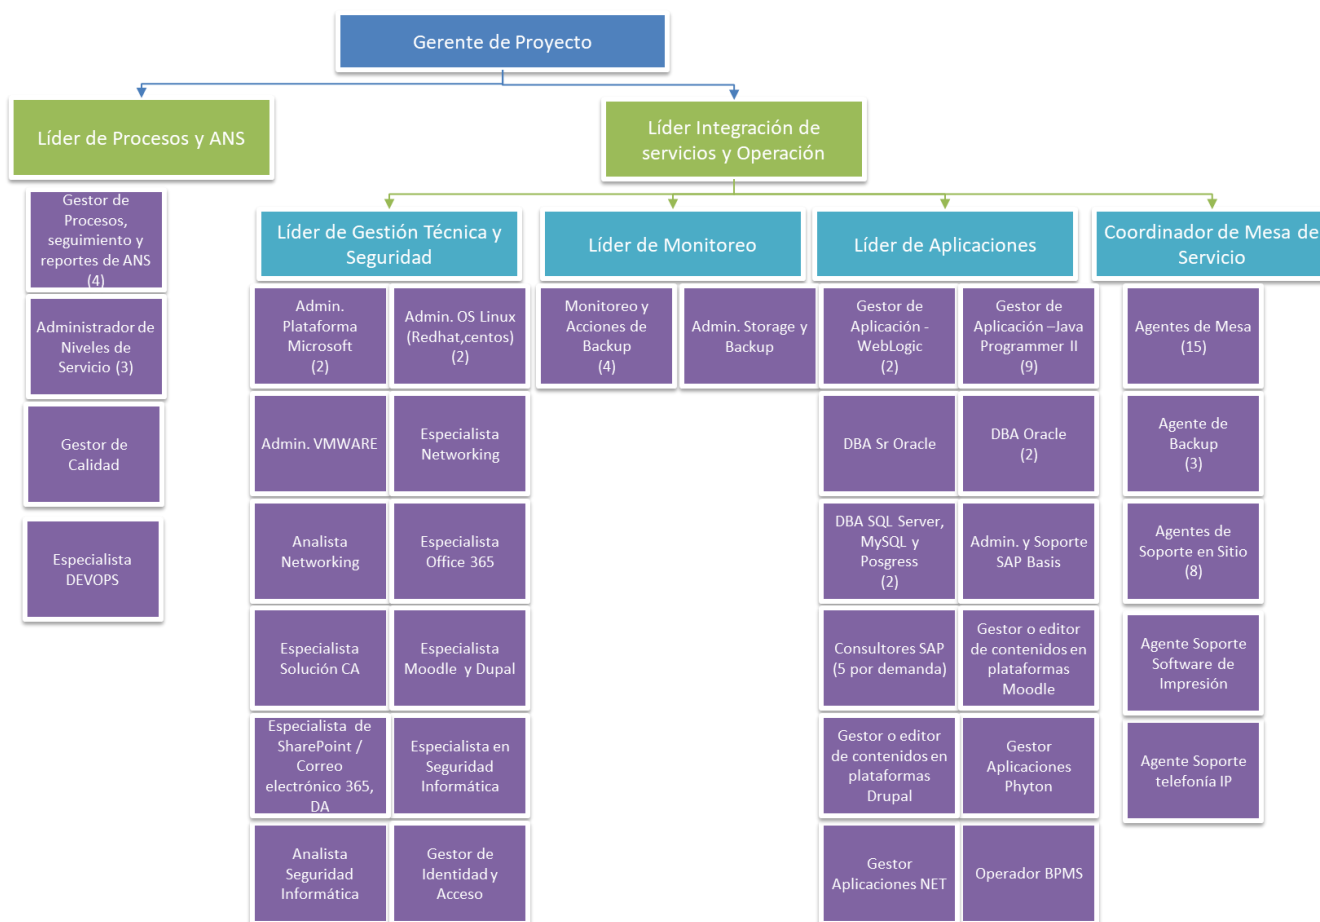 Gerente de Proyecto
Líder de Procesos y ANS
Líder Integración de
servicios y Operación
Gestor de
Procesos,
seguimiento y
reportes de ANS
(4)
Administrador de
Niveles de
Servicio (3)
Gestor de
Calidad
Especialista
DEVOPS
Líder de Gestión Técnica y
Seguridad
Líder de Monitoreo
Líder de Aplicaciones
Coordinador de Mesa de
Servicio
Admin.
Plataforma
Microsoft
(2)
Admin. OS Linux
(Redhat,centos)
(2)
Admin. VMWARE
Especialista
Networking
Analista
Networking
Especialista
Office 365
Especialista
Solución CA
Especialista
Moodle y Dupal
Especialista de
SharePoint /
Correo
electrónico 365,
DA
Especialista en
Seguridad
Informática
Analista
Seguridad
Informática
Gestor de
Identidad y
Acceso
Monitoreo y
Acciones de
Backup
(4)
Admin. Storage y
Backup
Gestor de
Aplicación -
WebLogic
(2)
Gestor de
Aplicación –Java
Programmer II
(9)
DBA Sr Oracle
DBA Oracle
(2)
DBA SQL Server,
MySQL y
Posgress
(2)
Admin. y Soporte
SAP Basis
Consultores SAP
(5 por demanda)
Gestor o editor
de contenidos en
plataformas
Moodle
Gestor o editor
de contenidos en
plataformas
Drupal
Gestor
Aplicaciones
Phyton
Gestor
Aplicaciones NET
Operador BPMS
Agentes de Mesa
(15)
Agente de
Backup
(3)
Agentes de
Soporte en Sitio
(8)
Agente Soporte
Software de
Impresión
Agente Soporte
telefonía IP